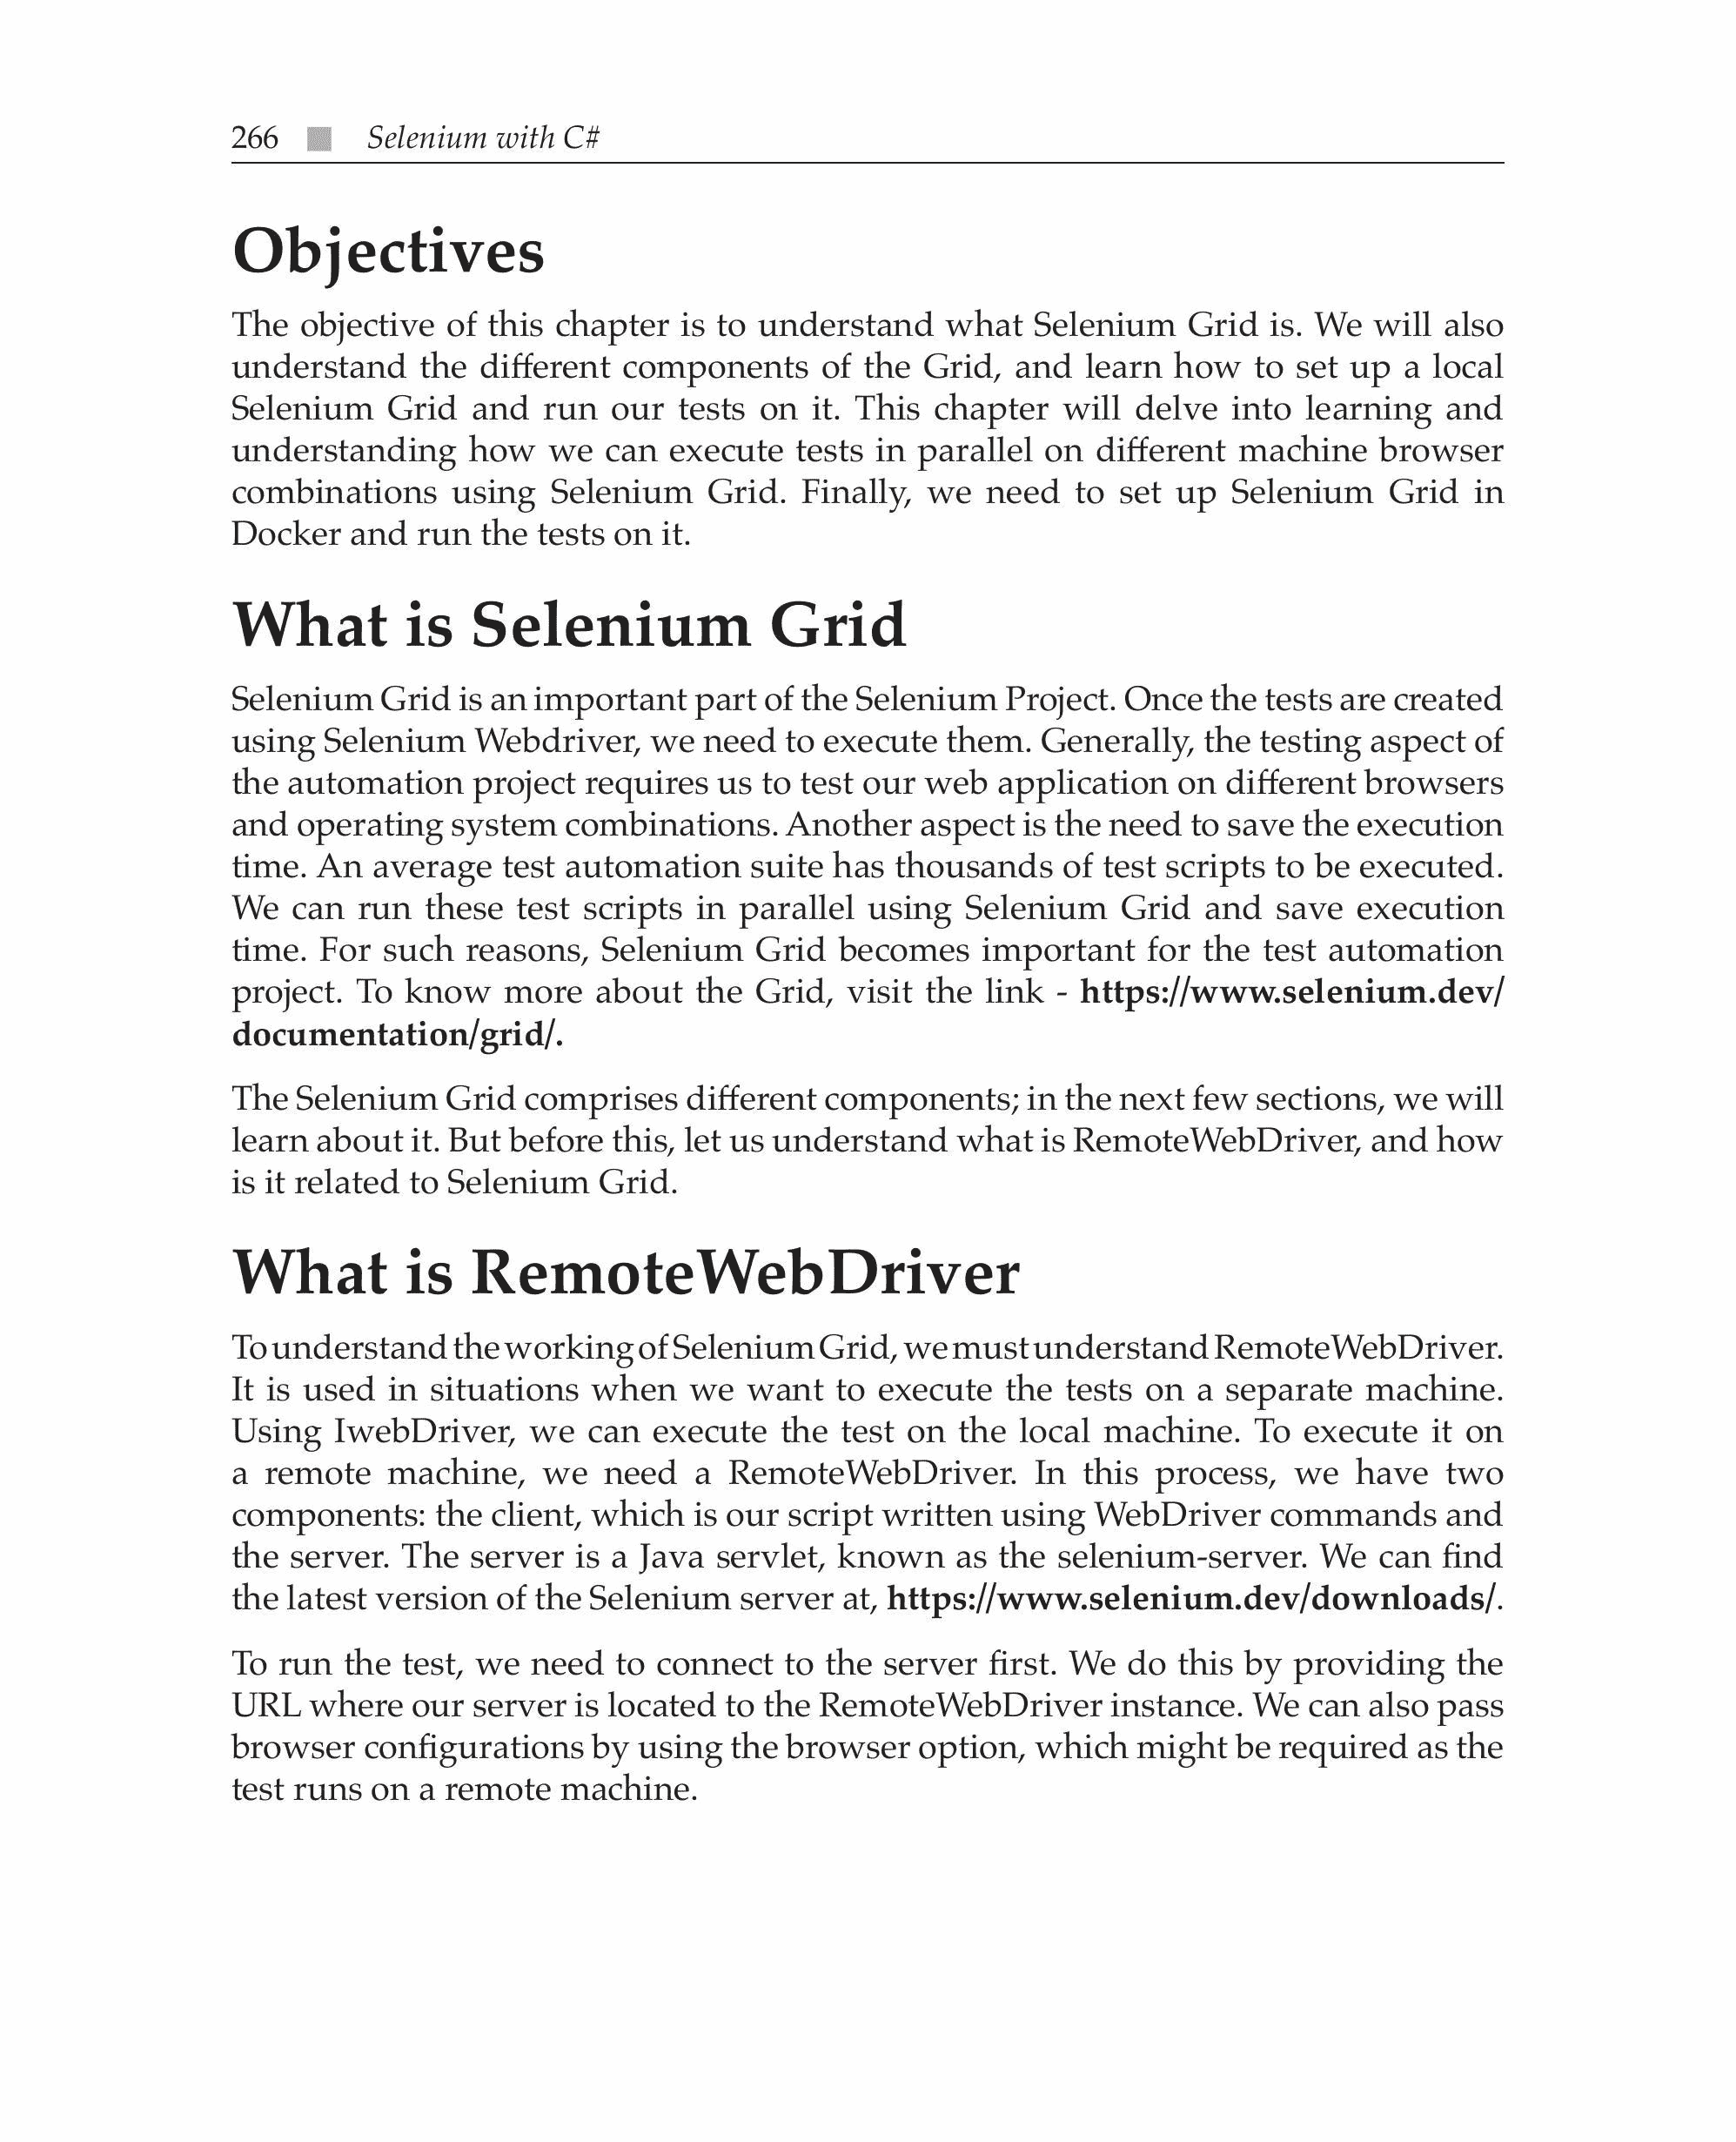 266 Selenium with C#
Objectives
The objective of this chapter is to understand what Selenium Grid is. We will also
understand the different components of the Grid, and learn how to set up a local
Selenium Grid and run our tests on it. This chapter will delve into learning and
understanding how we can execute tests in parallel on different machine browser
combinations using Selenium Grid. Finally, we need to set up Selenium Grid in
Docker and run the tests on it.
What is Selenium Grid
Selenium Grid is an important part of the Selenium Project. Once the tests are created
using Selenium Webdriver, we need to execute them. Generally, the testing aspect of
the automation project requires us to test our web application on different browsers
and operating system combinations. Another aspect is the need to save the execution
time. An average test automation suite has thousands of test scripts to be executed.
We can run these test scripts in parallel using Selenium Grid and save execution
time. For such reasons, Selenium Grid becomes important for the test automation
project. To know more about the Grid, visit the link - https://www.selenium.dev/
documentation/grid/.
The Selenium Grid comprises different components; in the next few sections, we will
learn about it. But before this, let us understand what is RemoteWebDriver, and how
is it related to Selenium Grid.
What is RemoteWebDriver
To understand the working of Selenium Grid, we must understand RemoteWebDriver.
It is used in situations when we want to execute the tests on a separate machine.
Using IwebDriver, we can execute the test on the local machine. To execute it on
a remote machine, we need a RemoteWebDriver. In this process, we have two
components: the client, which is our script written using WebDriver commands and
the server. The server is a Java servlet, known as the selenium-server. We can find
the latest version of the Selenium server at, https://www.selenium.dev/downloads/.
To run the test, we need to connect to the server first. We do this by providing the
URL where our server is located to the RemoteWebDriver instance. We can also pass
browser configurations by using the browser option, which might be required as the
test runs on a remote machine.